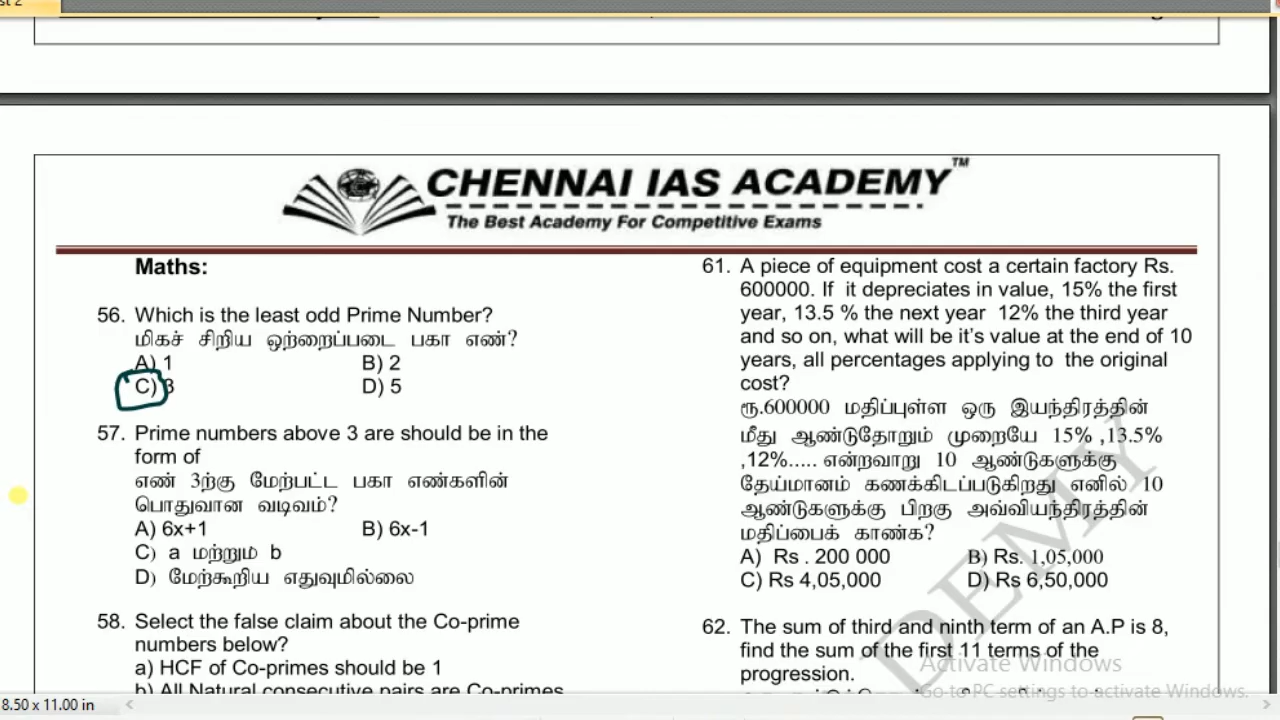 st 2
CHENNAI IAS ACADEMY TM
The Best Academy For Competitive Exams
Maths:
56. Which is the least odd Prime Number?
மிகச் சிறிய ஒற்றைப்படை பகா எண்?
A) 1 B) 2
C) 3 D) 5
57. Prime numbers above 3 are should be in the
form of
எண் 3ற்கு மேற்பட்ட பகா எண்களின்
பொதுவான வடிவம்?
A) 6x+1 B) 6x-1
C) a மற்றும் b
D) மேற்கூறிய எதுவுமில்லை
58. Select the false claim about the Co-prime
numbers below?
a) HCF of Co-primes should be 1
b) All Natural consecutive pairs are Co-primes
61. A piece of equipment cost a certain factory Rs.
600000. If it depreciates in value, 15% the first
year, 13.5 % the next year 12% the third year
and so on, what will be it's value at the end of 10
years, all percentages applying to the original
cost?
ரூ.600000 மதிப்புள்ள ஒரு இயந்திரத்தின்
மீது ஆண்டுதோறும் முறையே 15% ,13.5%
,12%..... என்றவாறு 10 ஆண்டுகளுக்கு
தேய்மானம் கணக்கிடப்படுகிறது எனில் 10
ஆண்டுகளுக்கு பிறகு அவ்வியந்திரத்தின்
மதிப்பைக் காண்க?
A) Rs . 200 000 B) Rs. 1,05,000
C) Rs 4,05,000 D) Rs 6,50,000
62. The sum of third and ninth term of an A.P is 8,
find the sum of the first 11 terms of the
progression.
DEMY
Activate Windows
Go to PC settings to activate Windows.
8.50 x 11.00 in